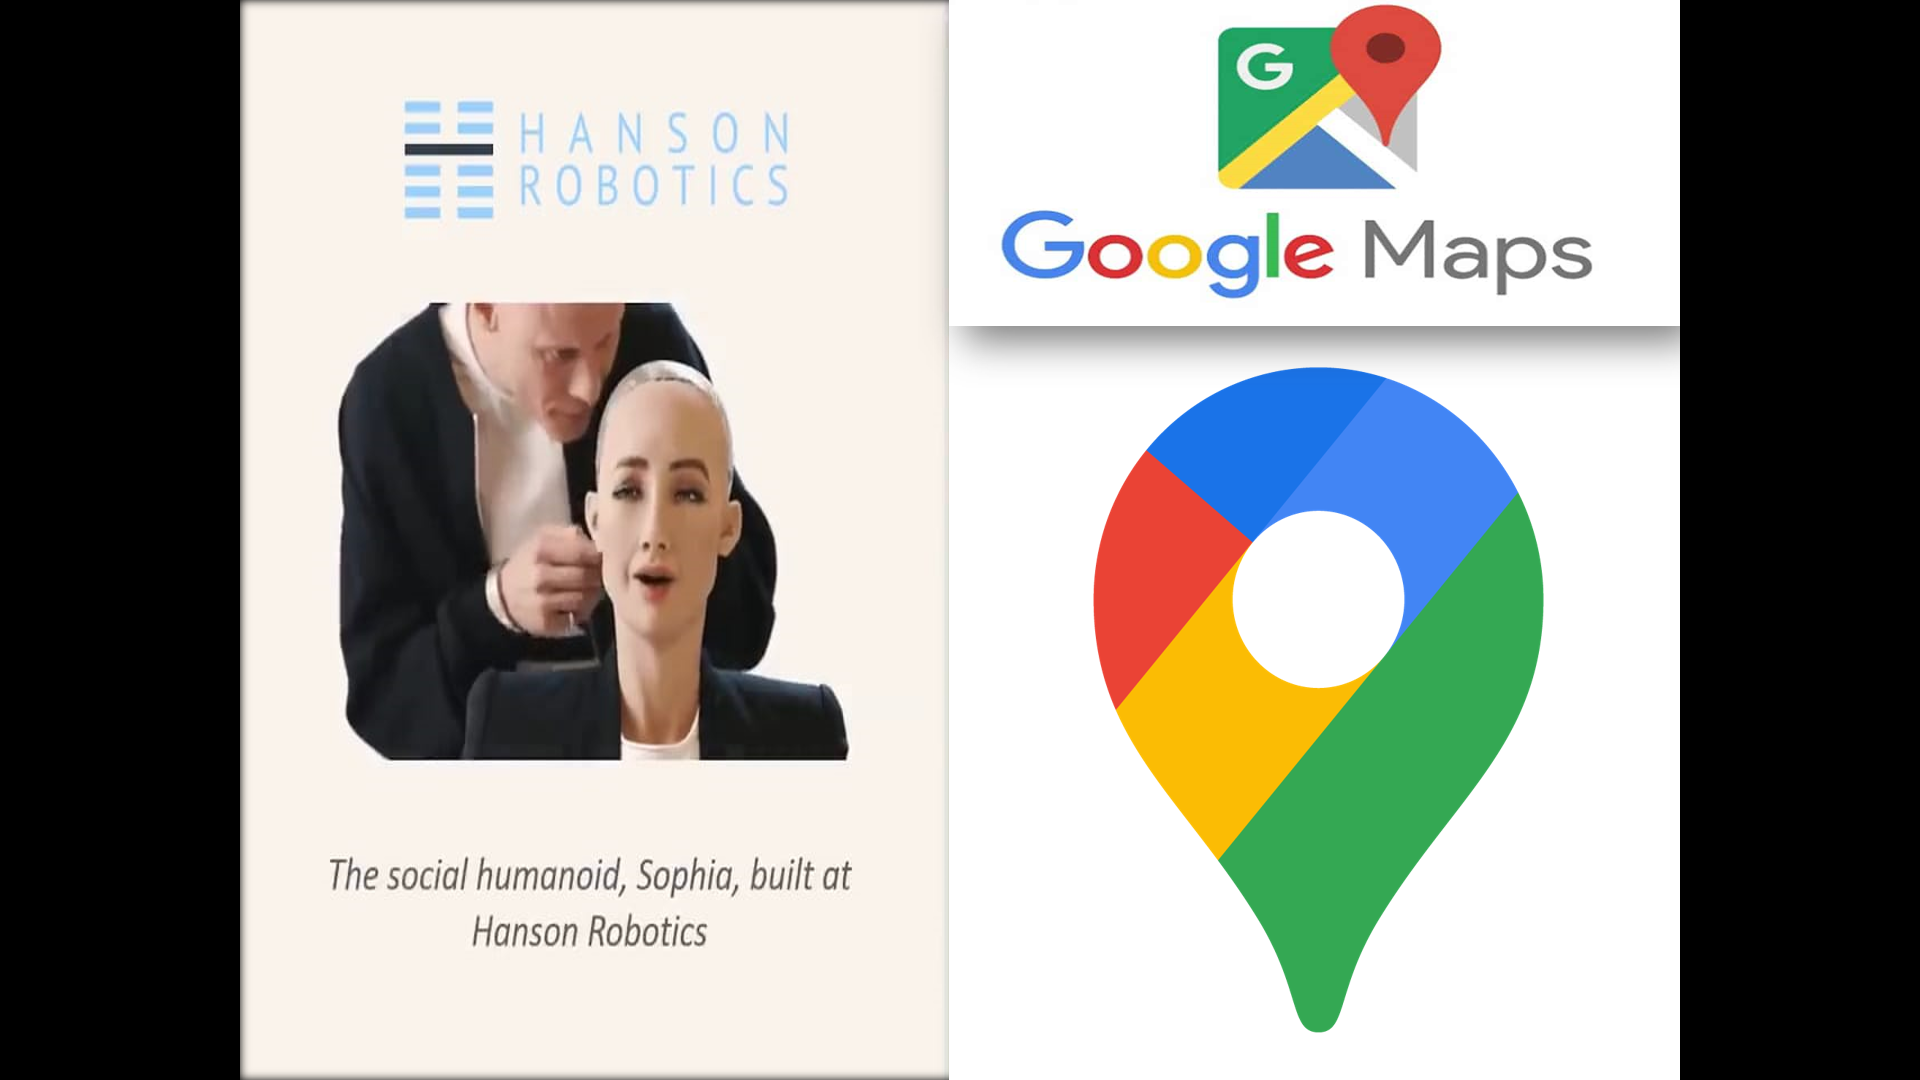 HANSON
ROBOTICS
The social humanoid, Sophia, built at
Hanson Robotics
G
Google Maps